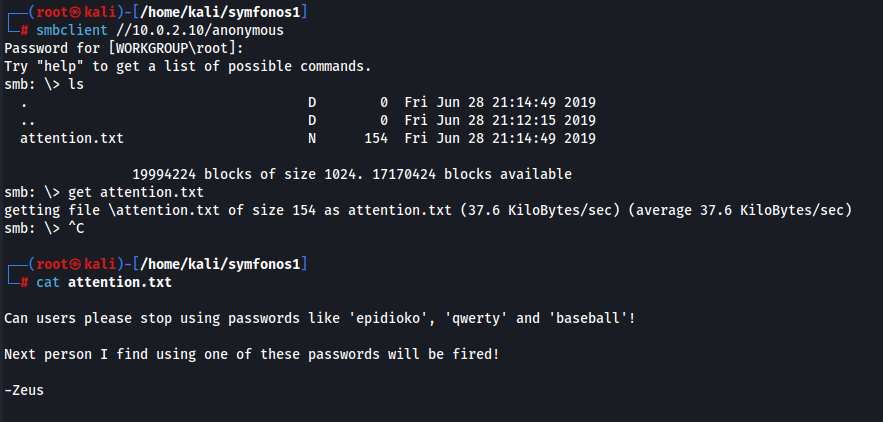 ┌──(root㉿kali)-[/home/kali/symfonos1]
└─# smbclient //10.0.2.10/anonymous
Password for [WORKGROUP\root]:
Try "help" to get a list of possible commands.
smb: \> ls
  .                                   D        0  Fri Jun 28 21:14:49 2019
  ..                                  D        0  Fri Jun 28 21:12:15 2019
  attention.txt                       N      154  Fri Jun 28 21:14:49 2019
                19994224 blocks of size 1024. 17170424 blocks available
smb: \> get attention.txt
getting file \attention.txt of size 154 as attention.txt (37.6 KiloBytes/sec) (average 37.6 KiloBytes/sec)
smb: \> ^C
┌──(root㉿kali)-[/home/kali/symfonos1]
└─# cat attention.txt
Can users please stop using passwords like 'epidioko', 'qwerty' and 'baseball'!
Next person I find using one of these passwords will be fired!
-Zeus